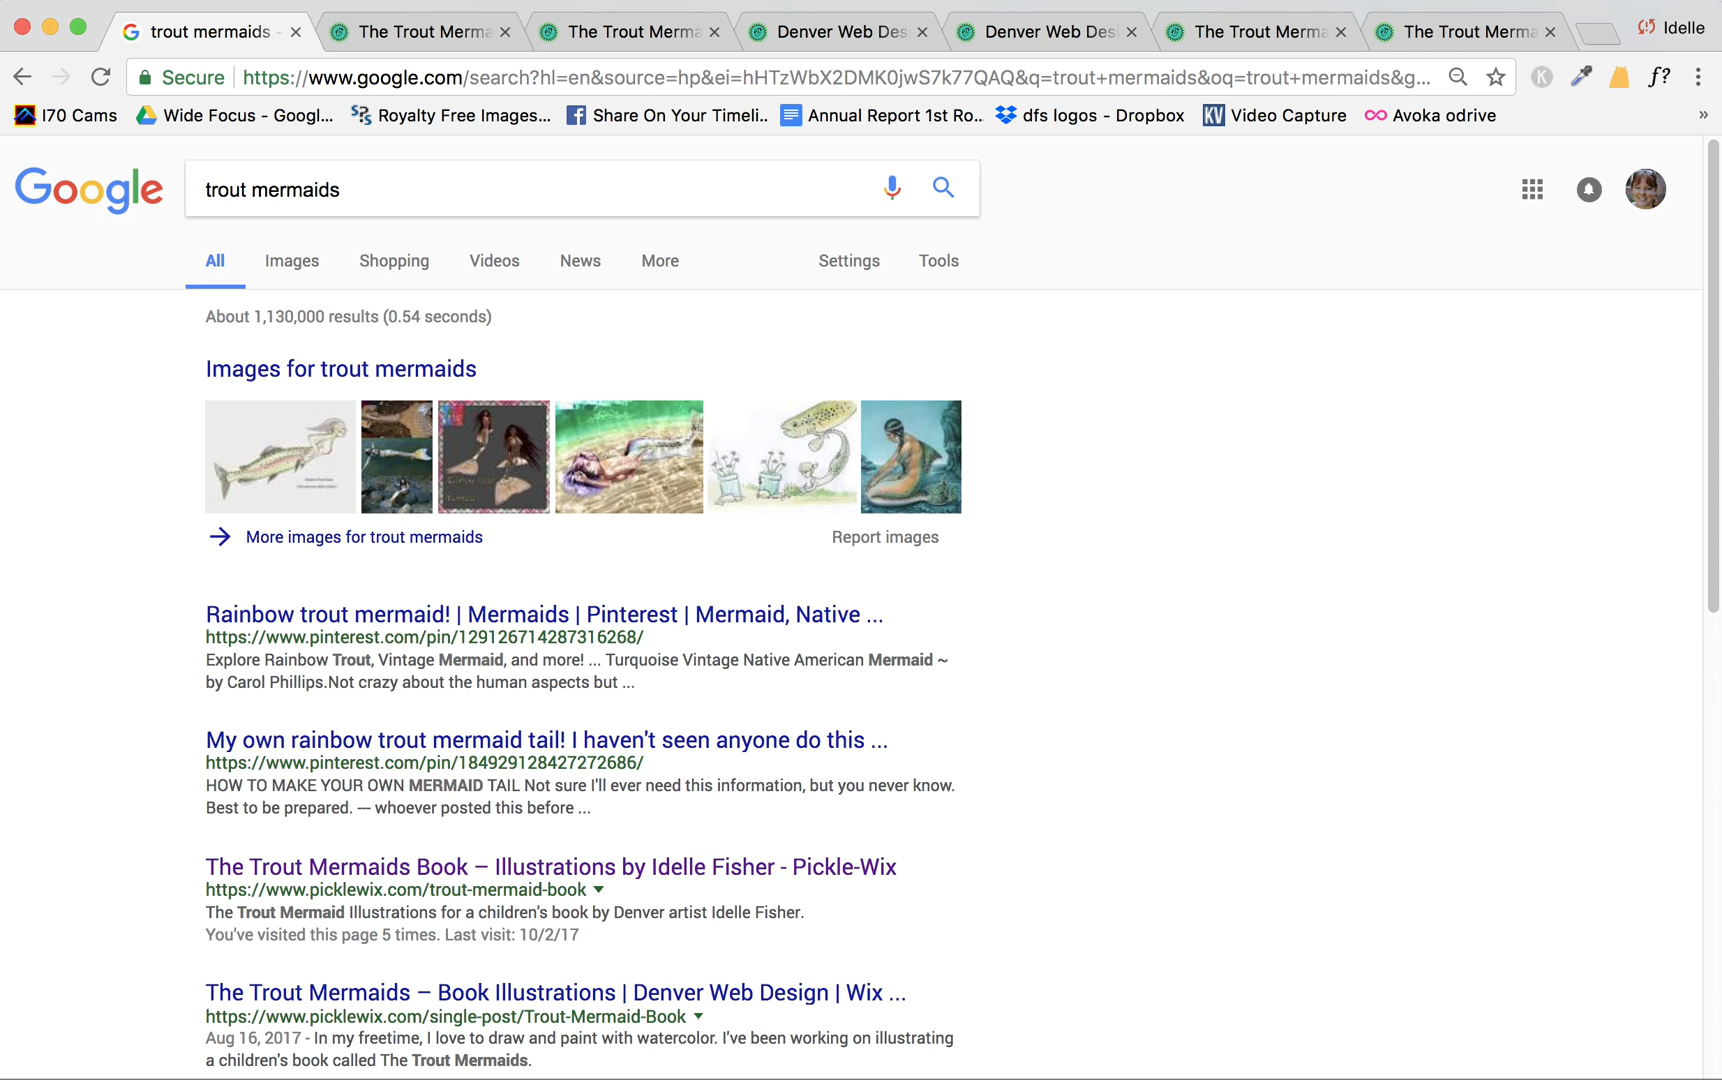 trout mermaids -
The Trout Merma
The Trout Merma
Denver Web Des
Denver Web Desi
The Trout Merma
The Trout Merma
Idelle
Secure
https://www.google.com/search?hl=en&source=hp&ei=hHTzWbX2DMK0jwS7k77QAQ&q=trout+mermaids&oq=trout+mermaids&g...
K
f?
I70 Cams
Wide Focus - Googl...
Royalty Free Images...
Share On Your Timeli..
Annual Report 1st Ro..
dfs logos - Dropbox
KV Video Capture
Avoka odrive
»
Google
trout mermaids
All
Images
Shopping
Videos
News
More
Settings
Tools
About 1,130,000 results (0.54 seconds)
Images for trout mermaids
More images for trout mermaids
Report images
Rainbow trout mermaid! | Mermaids | Pinterest | Mermaid, Native ...
https://www.pinterest.com/pin/129126714287316268/
Explore Rainbow Trout, Vintage Mermaid, and more! ... Turquoise Vintage Native American Mermaid ~
by Carol Phillips.Not crazy about the human aspects but ...
My own rainbow trout mermaid tail! I haven't seen anyone do this ...
https://www.pinterest.com/pin/184929128427272686/
HOW TO MAKE YOUR OWN MERMAID TAIL Not sure I'll ever need this information, but you never know.
Best to be prepared. — whoever posted this before ...
The Trout Mermaids Book – Illustrations by Idelle Fisher - Pickle-Wix
https://www.picklewix.com/trout-mermaid-book
The Trout Mermaid Illustrations for a children's book by Denver artist Idelle Fisher.
You've visited this page 5 times. Last visit: 10/2/17
The Trout Mermaids – Book Illustrations | Denver Web Design | Wix ...
https://www.picklewix.com/single-post/Trout-Mermaid-Book
Aug 16, 2017 - In my freetime, I love to draw and paint with watercolor. I've been working on illustrating
a children's book called The Trout Mermaids.